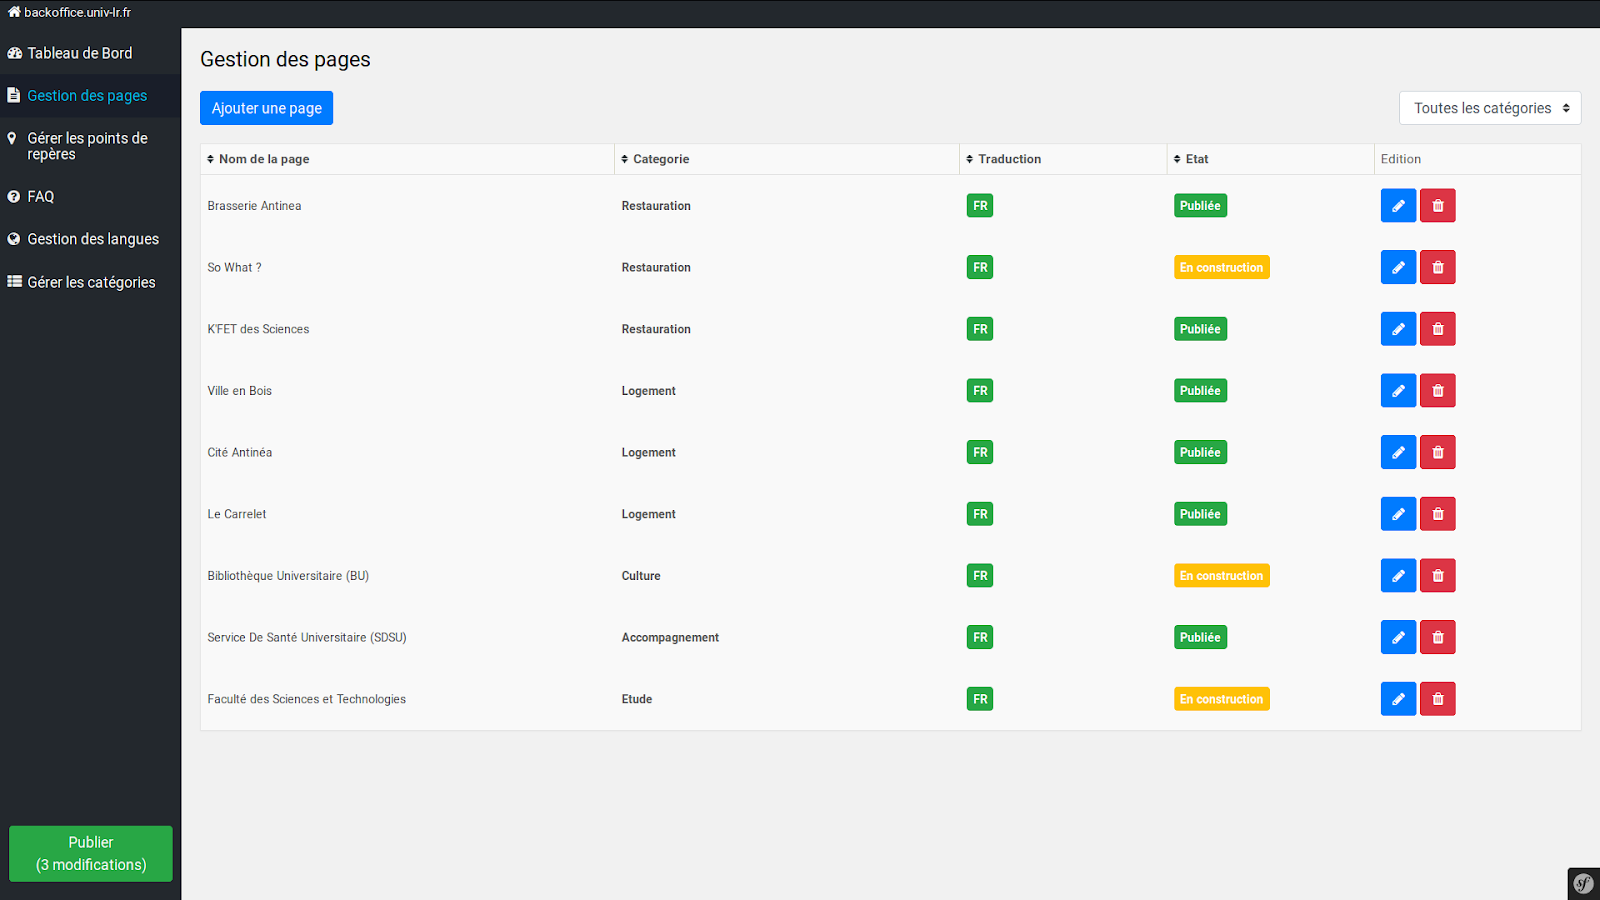 backoffice.univ-lr.fr
Tableau de Bord
Gestion des pages
Gérer les points de
repères
FAQ
Gestion des langues
Gérer les catégories
Publier
(3 modifications)
Gestion des pages
Ajouter une page
Toutes les catégories
Nom de la page Categorie Traduction Etat Edition
Brasserie Antinea Restauration FR Publiée
So What ? Restauration FR En construction
K'FET des Sciences Restauration FR Publiée
Ville en Bois Logement FR Publiée
Cité Antinéa Logement FR Publiée
Le Carrelet Logement FR Publiée
Bibliothèque Universitaire (BU) Culture FR En construction
Service De Santé Universitaire (SDSU) Accompagnement FR Publiée
Faculté des Sciences et Technologies Etude FR En construction
sf